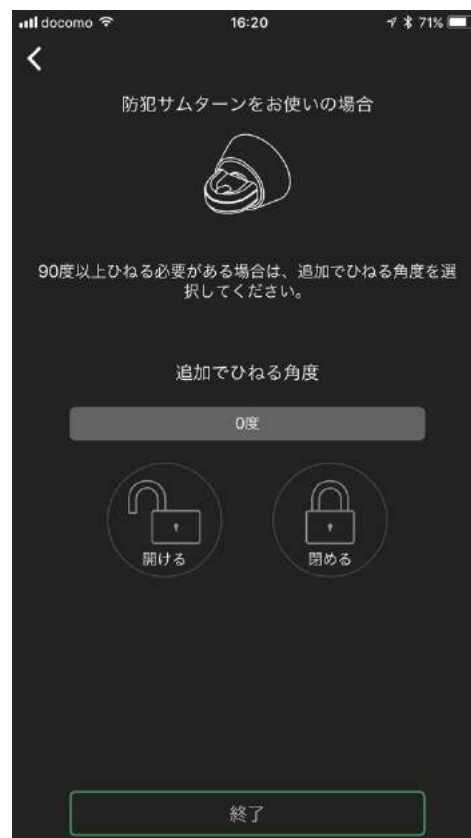 docomo 16:20 71%
防犯サムターンをお使いの場合
90度以上ひねる必要がある場合は、追加でひねる角度を選
択してください。
追加でひねる角度
0度
開ける 閉める
終了